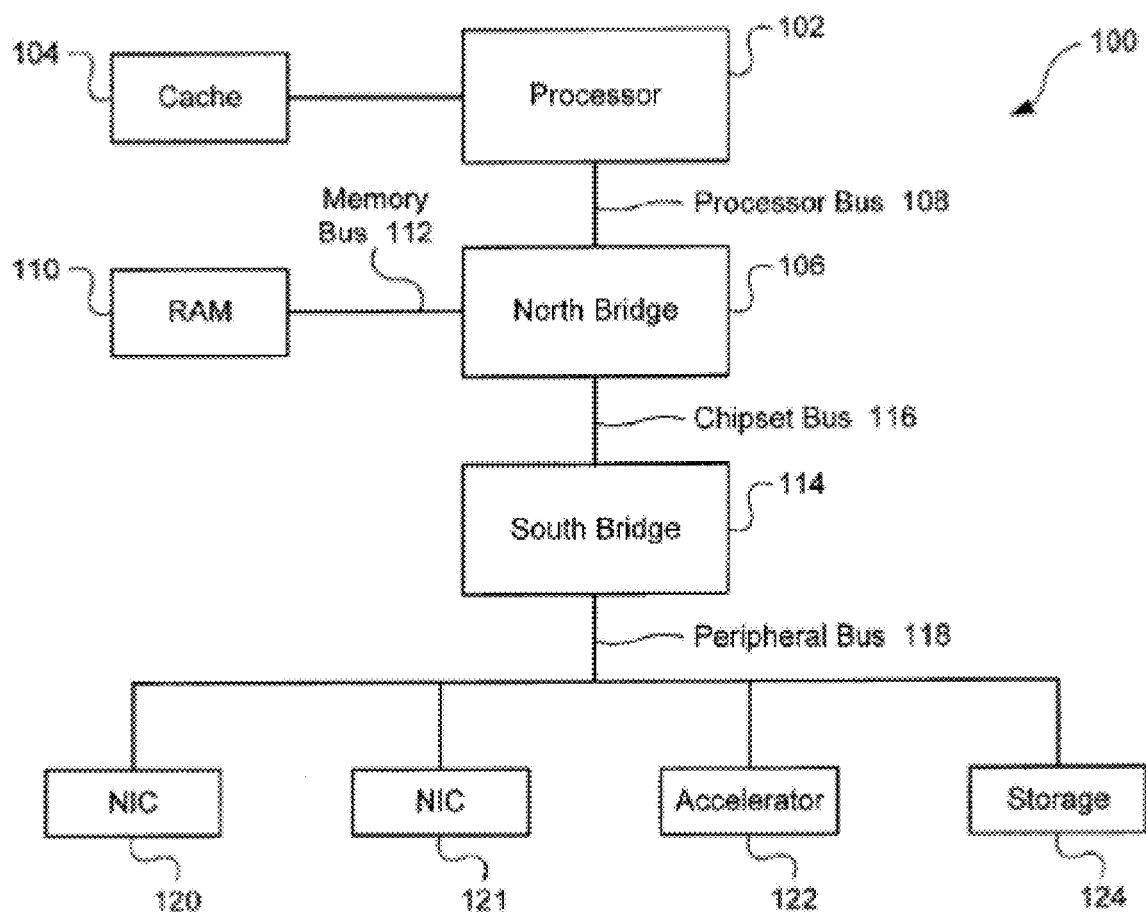 102
104
100
Cache
Processor
Memory
Bus 112
Processor Bus 108
110
106
RAM
North Bridge
Chipset Bus 116
114
South Bridge
Peripheral Bus 118
NIC
NIC
Accelerator
Storage
120
121
122
124